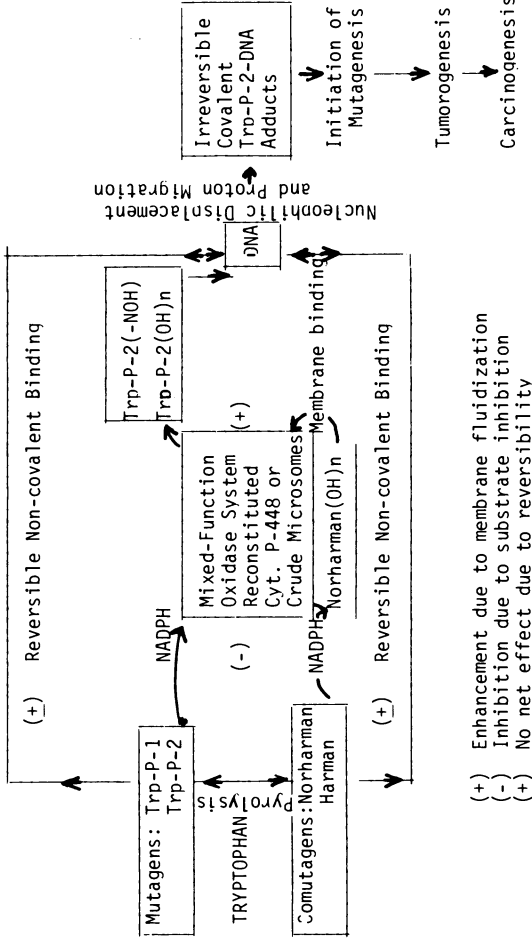 (±) Reversible Non-covalent Binding
Mutagens: Trp-P-1
Trp-P-2
NADPH
Trp-P-2(-NOH)
Trp-P-2(OH)n
TRYPTOPHAN
Pyrolysis
(-)
Mixed-Function
Oxidase System
Reconstituted
Cyt. P-448 or
Crude Microsomes
(+)
DNA
Nucleophilic Displacement
and Proton Migration
Irreversible
Covalent
Trp-P-2-DNA
Adducts
Comutagens:Norharman
Harman
NADPH
Norharman(OH)n
Membrane binding
Initiation of
Mutagenesis
(±) Reversible Non-covalent Binding
Tumorogenesis
Carcinogenesis
(+) Enhancement due to membrane fluidization
(-) Inhibition due to substrate inhibition
(±) No net effect due to reversibility